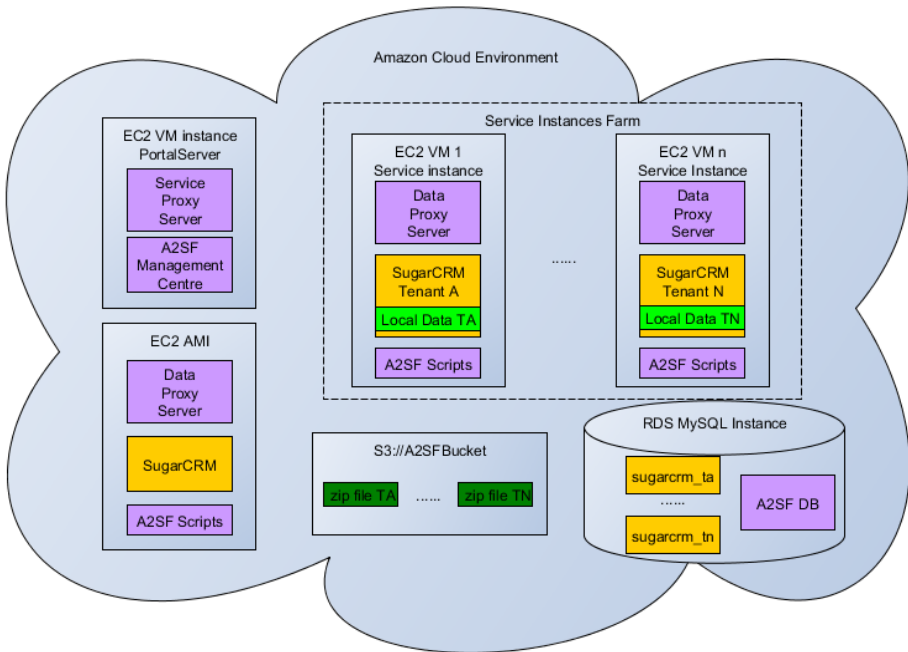 Amazon Cloud Environment
EC2 VM instance
PortalServer
Service
Proxy
Server
A2SF
Management
Centre
Service Instances Farm
EC2 VM 1
Service instance
Data
Proxy
Server
SugarCRM
Tenant A
Local Data TA
A2SF Scripts
......
EC2 VM n
Service Instance
Data
Proxy
Server
SugarCRM
Tenant N
Local Data TN
A2SF Scripts
EC2 AMI
Data
Proxy
Server
SugarCRM
A2SF Scripts
S3://A2SFBucket
zip file TA
......
zip file TN
RDS MySQL Instance
sugarcrm_ta
......
sugarcrm_tn
A2SF DB